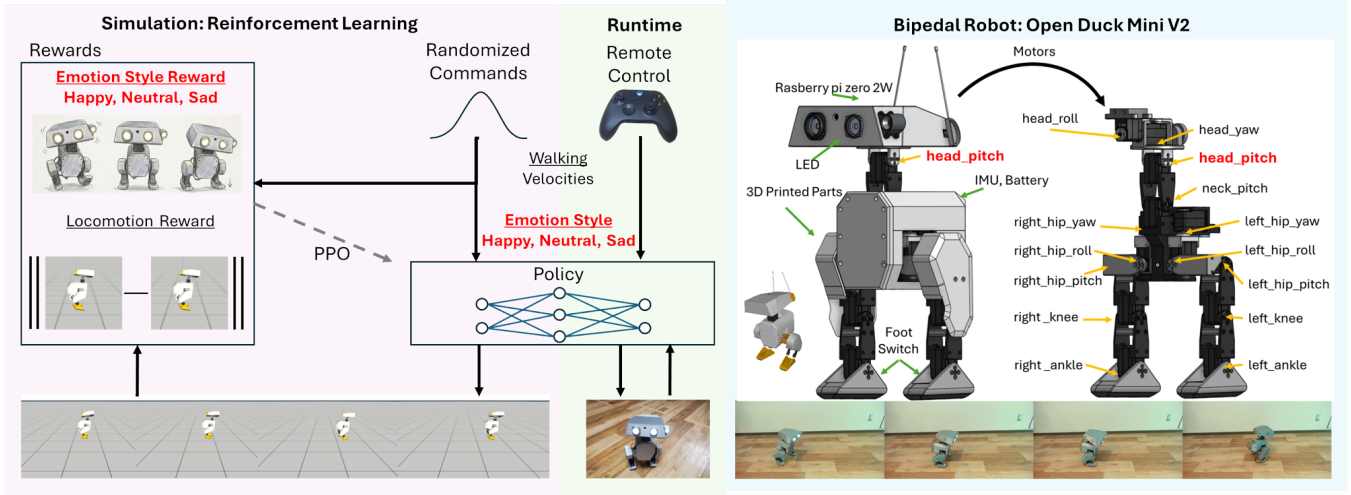 Simulation: Reinforcement Learning
Rewards
Emotion Style Reward
Happy, Neutral, Sad
Locomotion Reward
Randomized
Commands
Walking
Velocities
Emotion Style
Happy, Neutral, Sad
PPO
Policy
Runtime
Remote
Control
Bipedal Robot: Open Duck Mini V2
Motors
Rasberry pi zero 2W
LED
head_pitch
3D Printed Parts
IMU, Battery
Foot
Switch
head_roll
head_yaw
head_pitch
neck_pitch
right_hip_yaw
left_hip_yaw
right_hip_roll
left_hip_roll
right_hip_pitch
left_hip_pitch
right _knee
left_knee
right _ankle
left_ankle